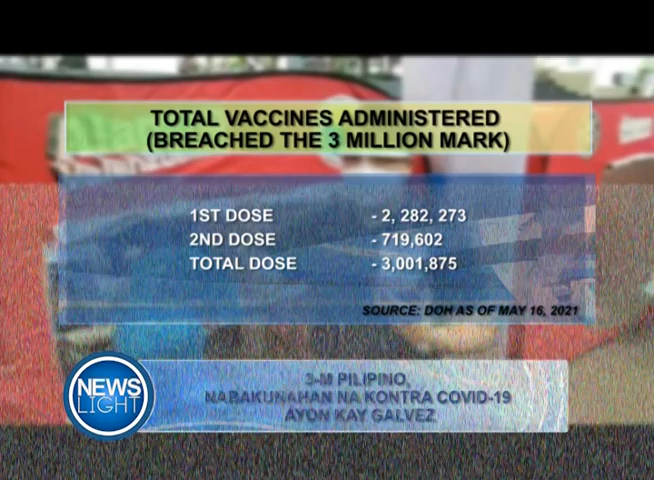 TOTAL VACCINES ADMINISTERED
(BREACHED THE 3 MILLION MARK)
1ST DOSE - 2, 282, 273
2ND DOSE - 719,602
TOTAL DOSE - 3,001,875
SOURCE: DOH AS OF MAY 16, 2021
NEWS
LIGHT
3-M PILIPINO,
NABAKUNAHAN NA KONTRA COVID-19
AYON KAY GALVEZ